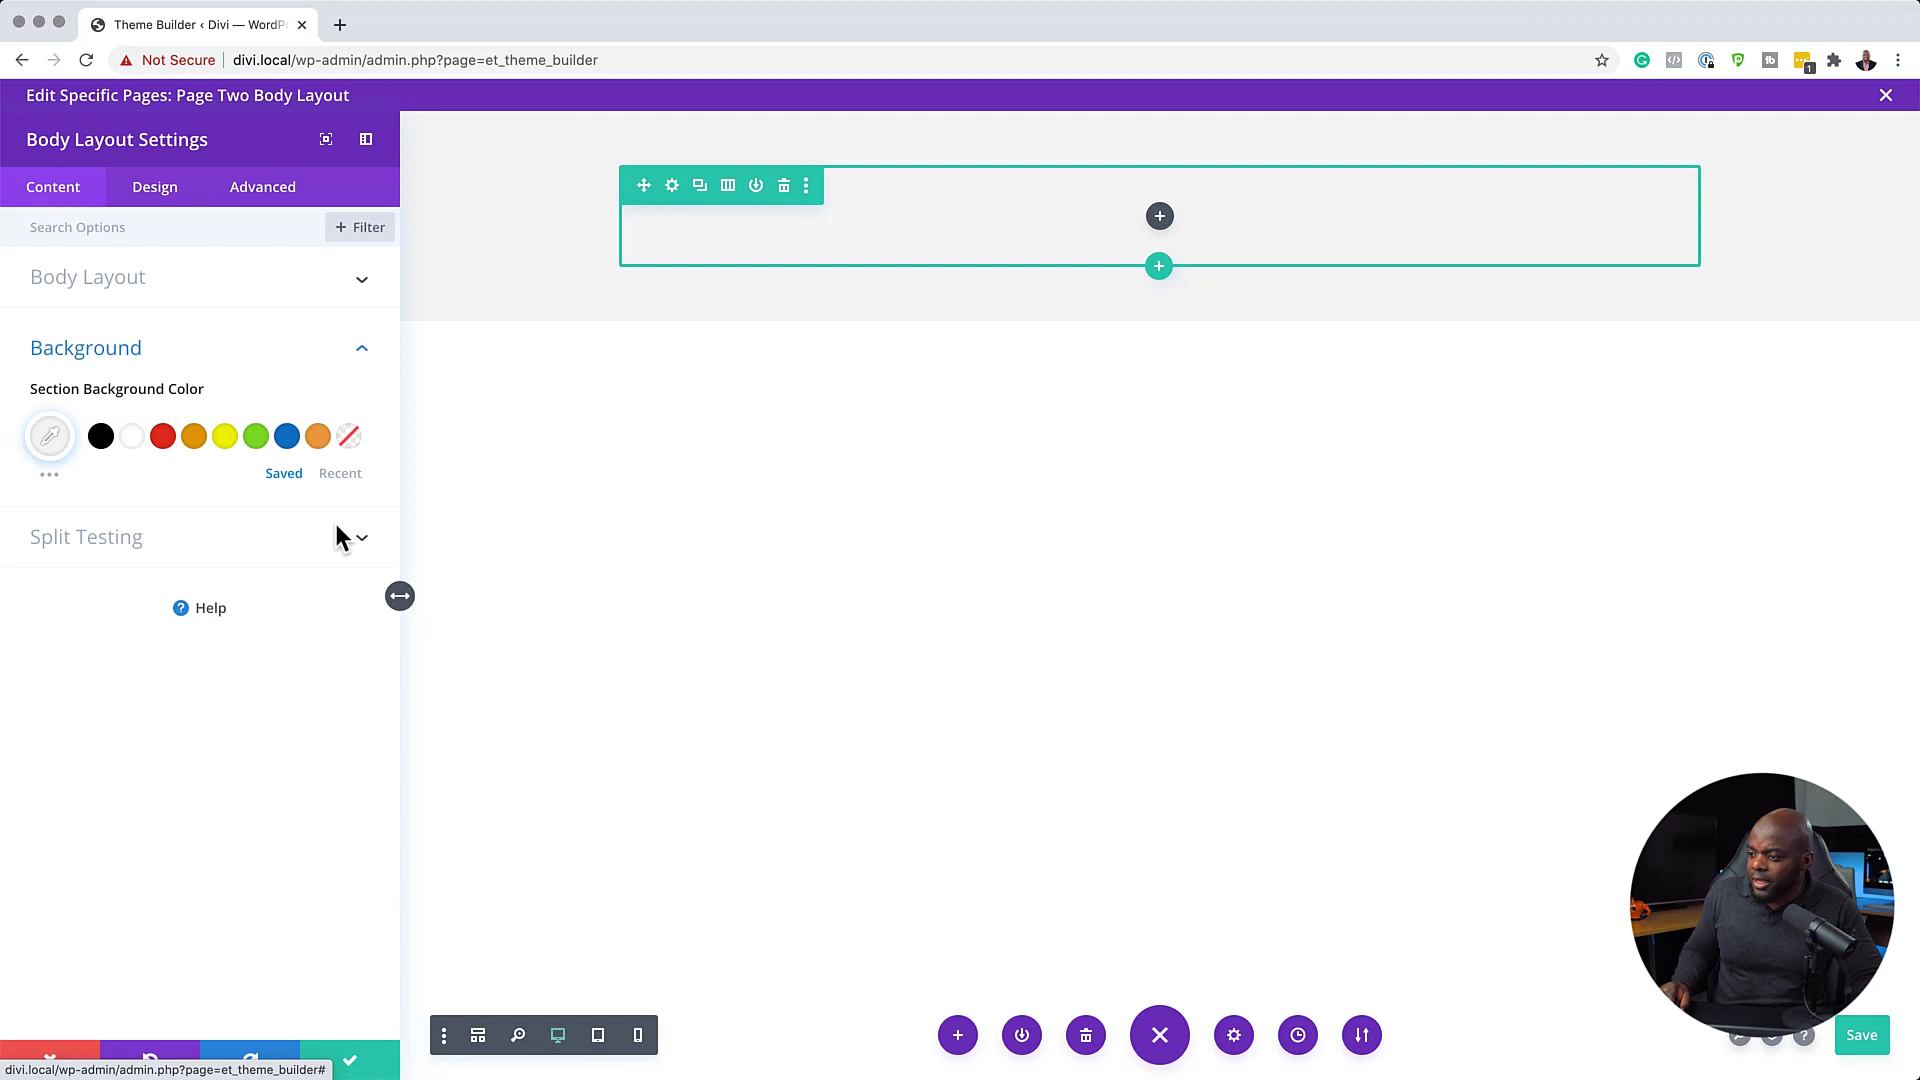 Theme Builder ‹ Divi — WordP
Not Secure divi.local/wp-admin/admin.php?page=et_theme_builder
1
Edit Specific Pages: Page Two Body Layout
Body Layout Settings
Content Design Advanced
Search Options + Filter
Body Layout
Background
Section Background Color
Saved Recent
Split Testing
? Help
? Save
divi.local/wp-admin/admin.php?page=et_theme_builder#